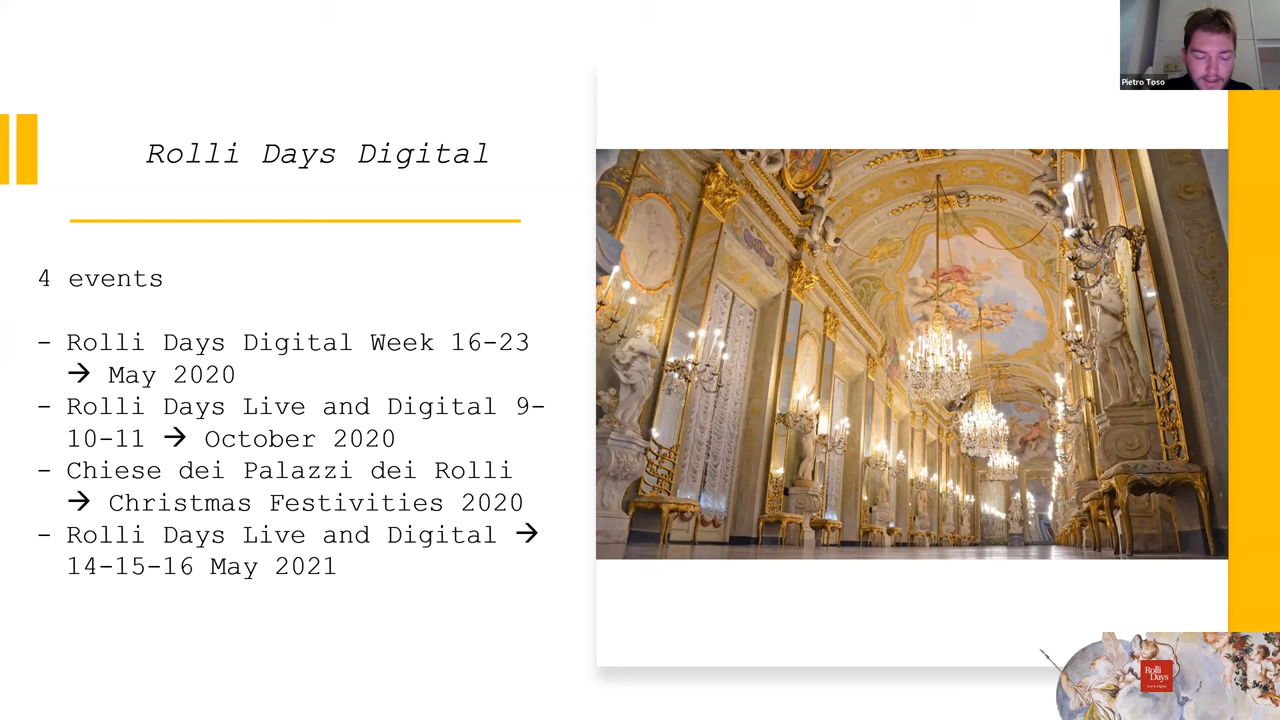 Pietro Toso
Rolli Days Digital
4 events
- Rolli Days Digital Week 16-23
→ May 2020
- Rolli Days Live and Digital 9-
10-11 → October 2020
- Chiese dei Palazzi dei Rolli
→ Christmas Festivities 2020
- Rolli Days Live and Digital →
14-15-16 May 2021
Rolli
Days
Live & Digital